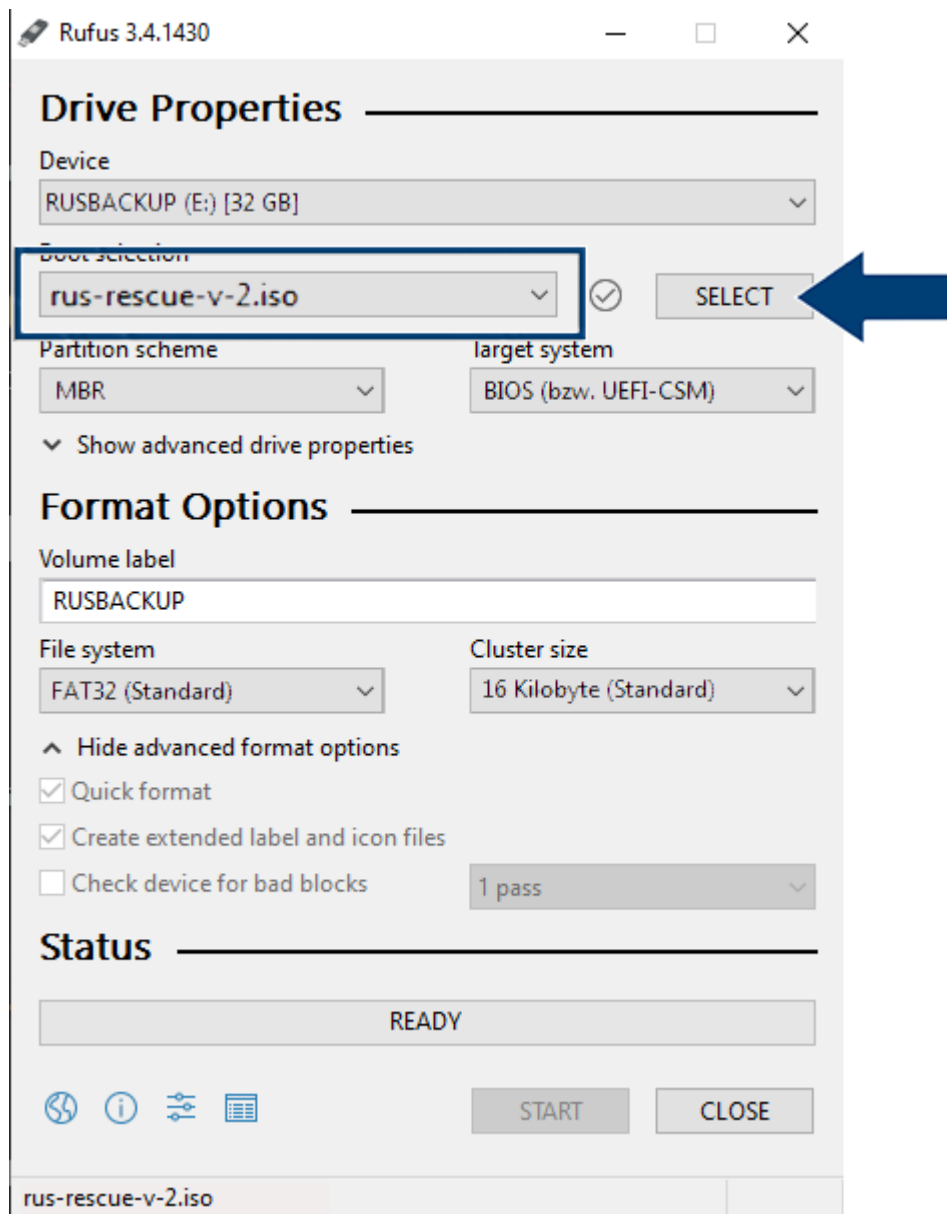 Rufus 3.4.1430
Drive Properties
Device
RUSBACKUP (E:) [32 GB]
Boot selection
rus-rescue-v-2.iso
SELECT
Partition scheme
Target system
MBR
BIOS (bzw. UEFI-CSM)
Show advanced drive properties
Format Options
Volume label
RUSBACKUP
File system
Cluster size
FAT32 (Standard)
16 Kilobyte (Standard)
Hide advanced format options
Quick format
Create extended label and icon files
Check device for bad blocks
1 pass
Status
READY
START
CLOSE
rus-rescue-v-2.iso